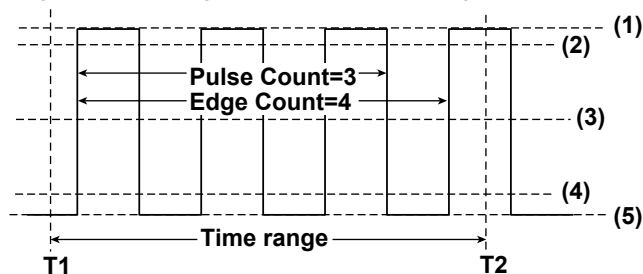 (1)
(2)
Pulse Count=3
Edge Count=4
(3)
(4)
(5)
Time range
T1
T2